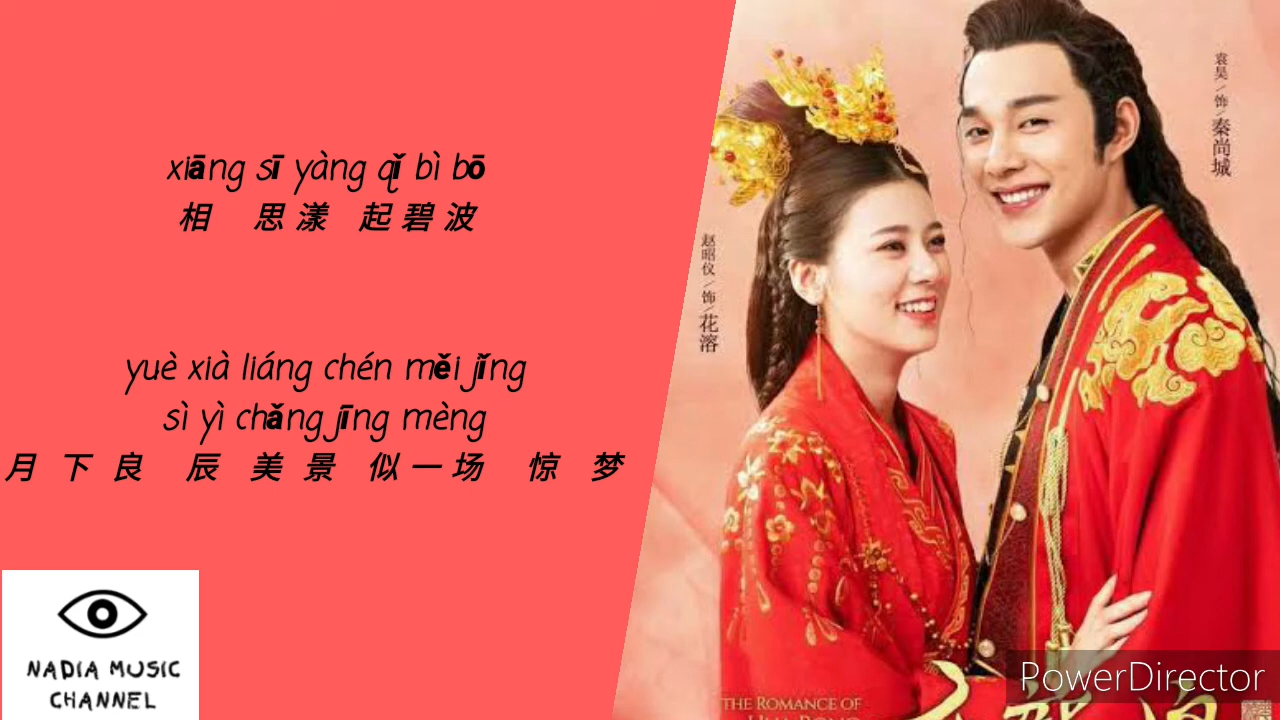 xiāng sī yàng qǐ bì bō
相 思漾 起碧波
yuè xià liáng chén měi jǐng
sì yì chǎng jīng mèng
月 下 良 辰 美 景 似一场 惊 梦
NADIA MUSIC
CHANNEL
赵昭仪／饰／花溶
袁昊／饰／秦尚城
THE ROMANCE OF
HUA RONG
PowerDirector